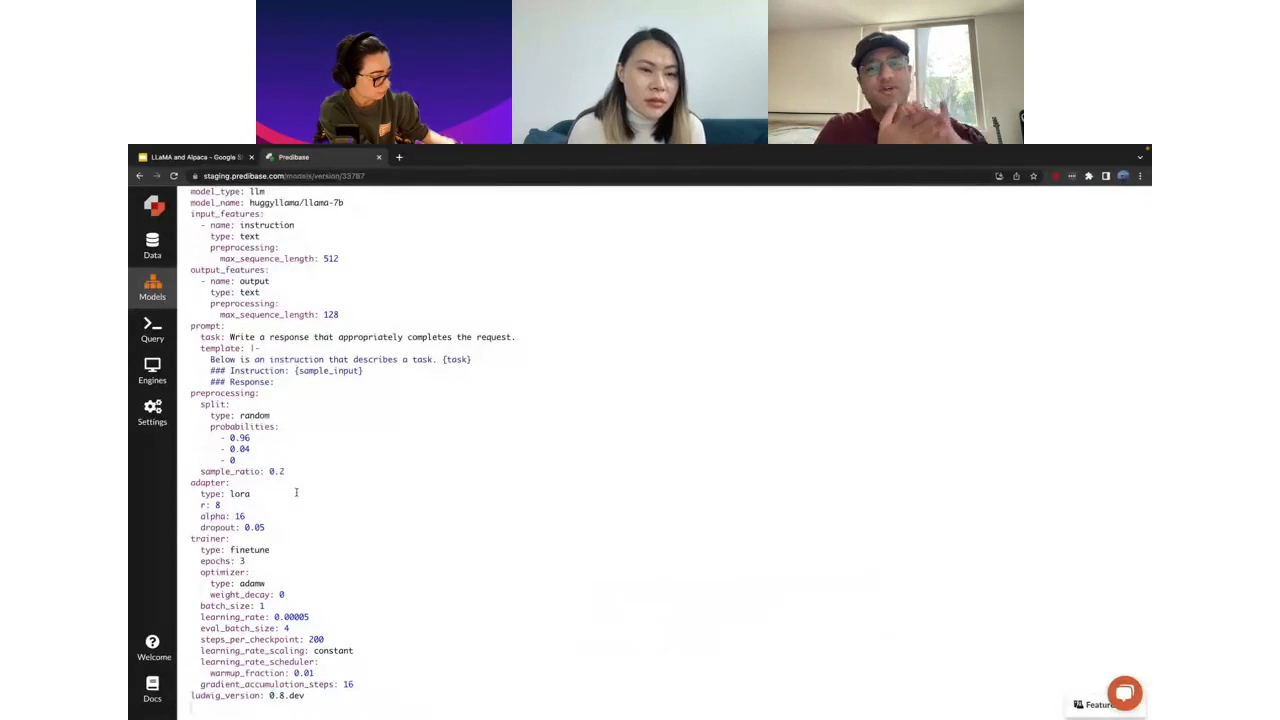 LLaMA and Alpaca - Google Sl
Predibase
staging.predibase.com/models/version/33787
Data
Models
Query
Engines
Settings
Welcome
Docs
model_type: llm
model_name: huggyllama/llama-7b
input_features:
- name: instruction
type: text
preprocessing:
max_sequence_length: 512
output_features:
- name: output
type: text
preprocessing:
max_sequence_length: 128
prompt:
task: Write a response that appropriately completes the request.
template: |-
Below is an instruction that describes a task. {task}
### Instruction: {sample_input}
### Response:
preprocessing:
split:
type: random
probabilities:
- 0.96
- 0.04
- 0
sample_ratio: 0.2
adapter:
type: lora
r: 8
alpha: 16
dropout: 0.05
trainer:
type: finetune
epochs: 3
optimizer:
type: adamw
weight_decay: 0
batch_size: 1
learning_rate: 0.00005
eval_batch_size: 4
steps_per_checkpoint: 200
learning_rate_scaling: constant
learning_rate_scheduler:
warmup_fraction: 0.01
gradient_accumulation_steps: 16
ludwig_version: 0.8.dev